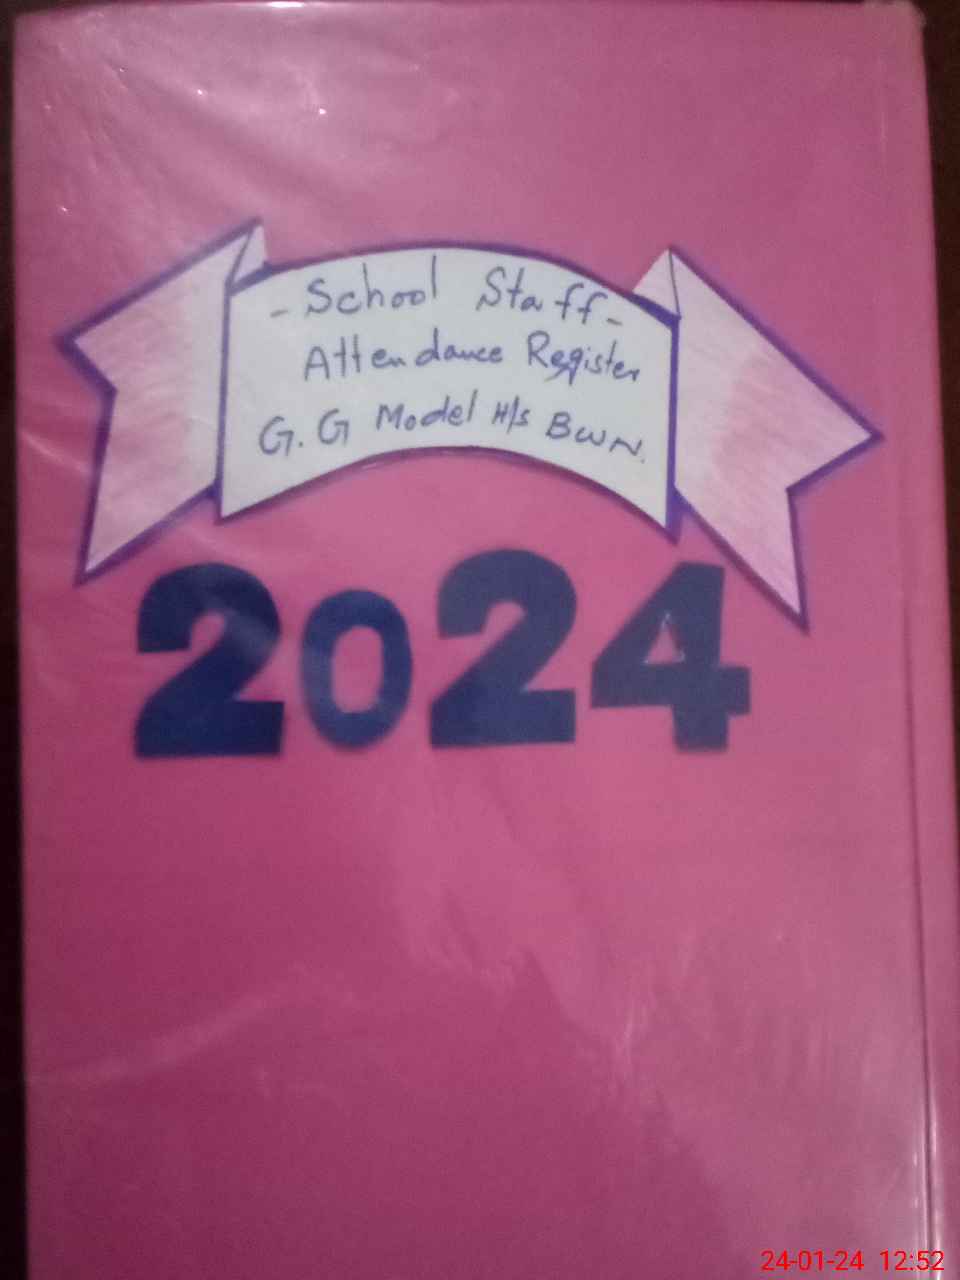 - School Staff -
Attendance Register
G.G Model H/s Bwn.
2024
24-01-24 12:52